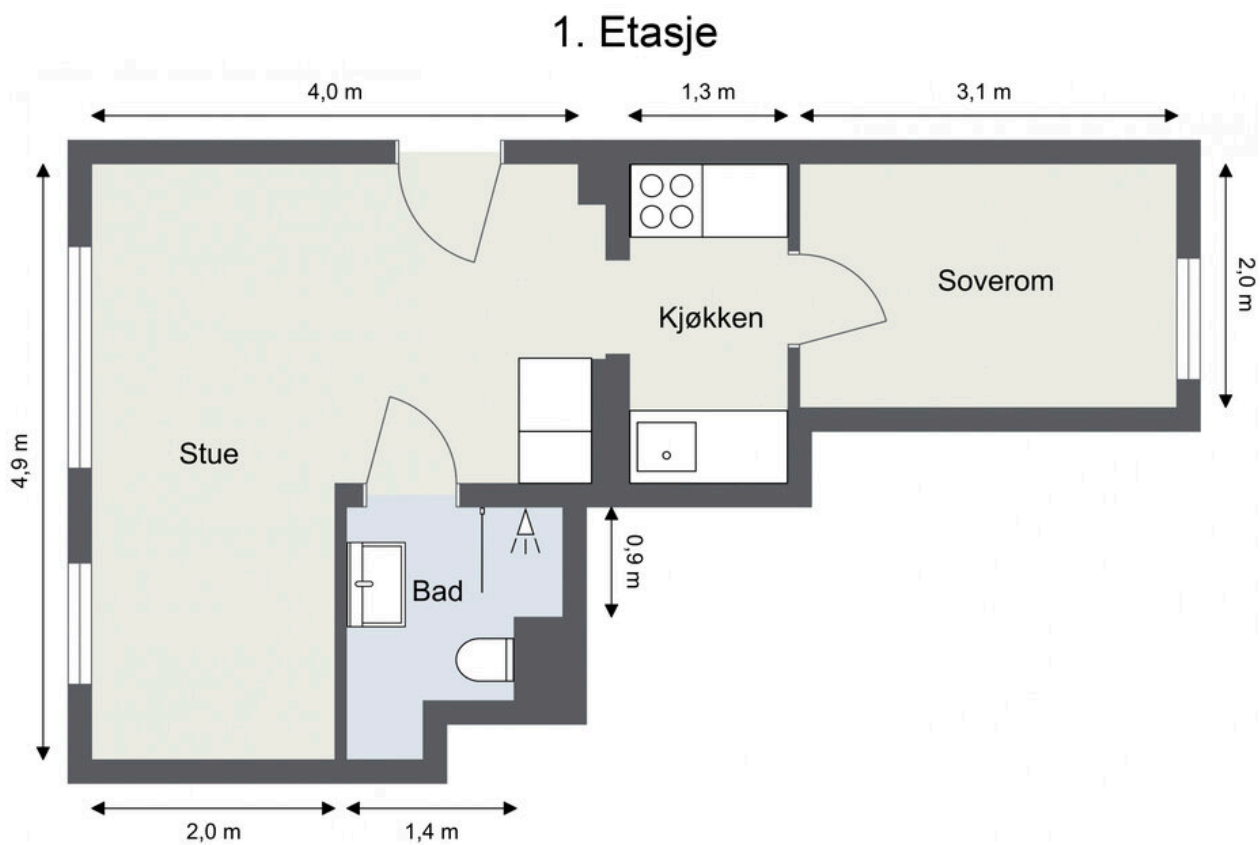 1. Etasje
4,0 m
1,3 m
3,1 m
2,0 m
Soverom
Kjøkken
4,9 m
Stue
0,9 m
Bad
2,0 m
1,4 m